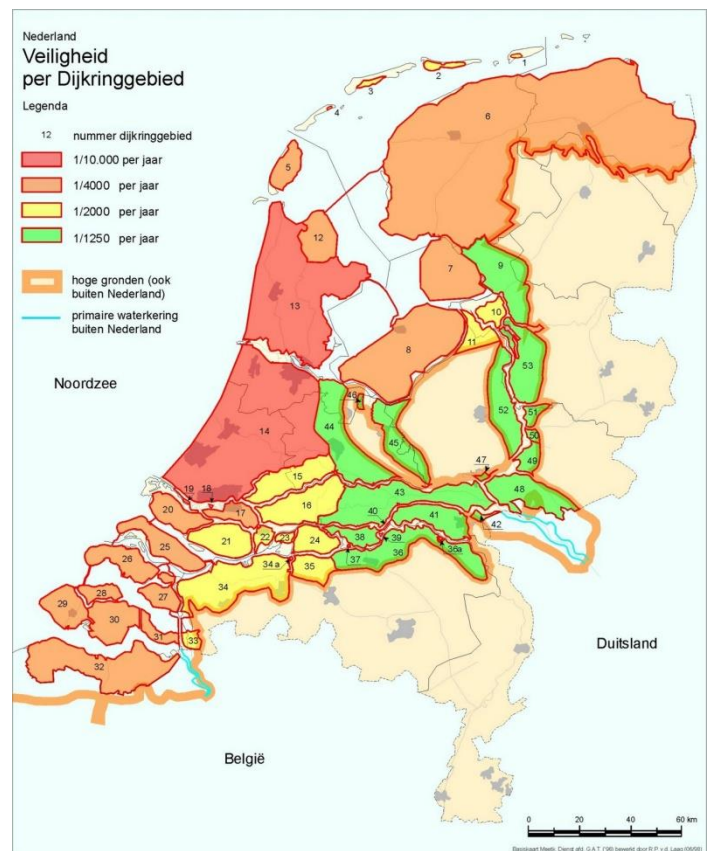 Nederland
Veiligheid
per Dijkringgebied
Legenda
12 nummer dijkringgebied
1/10.000 per jaar
1/4000 per jaar
1/2000 per jaar
1/1250 per jaar
hoge gronden (ook
buiten Nederland)
primaire waterkering
buiten Nederland
Noordzee
Duitsland
België
1
2
3
4
5
6
7
8
9
10
11
12
13
14
15
16
17
18
19
20
21
22
23
24
25
26
27
28
29
30
31
32
33
34
34a
35
36
36a
37
38
39
40
41
42
43
44
45
46
47
48
49
50
51
52
53
0 20 40 60 km